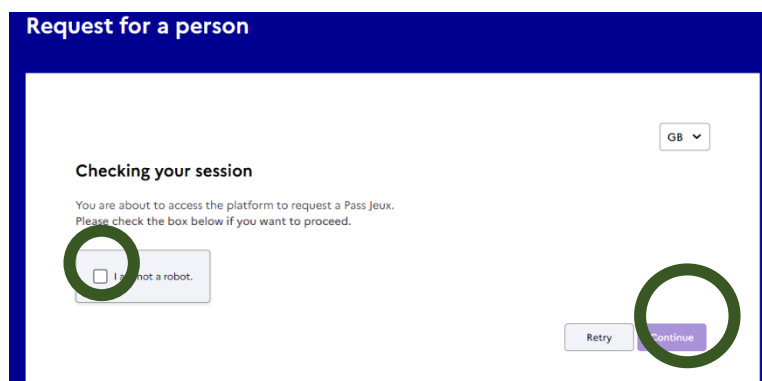 Request for a person
GB
Checking your session
You are about to access the platform to request a Pass Jeux.
Please check the box below if you want to proceed.
I am not a robot.
Retry
Continue